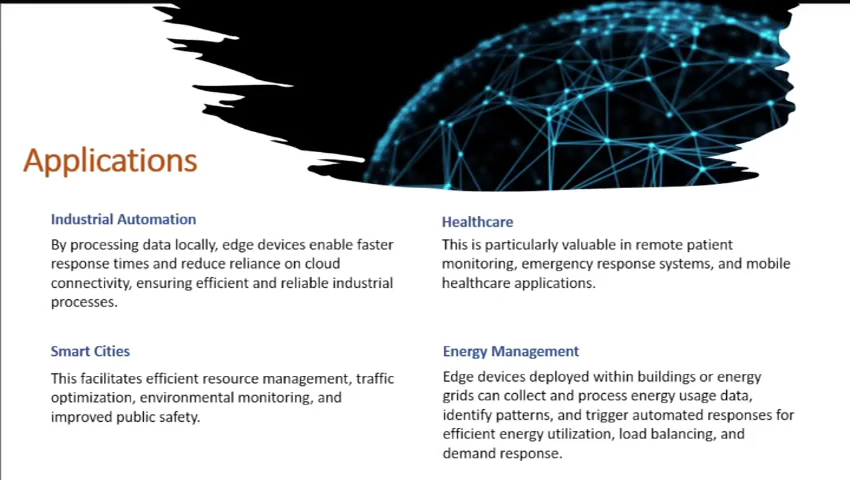 Applications
Industrial Automation
By processing data locally, edge devices enable faster
response times and reduce reliance on cloud
connectivity, ensuring efficient and reliable industrial
processes.
Healthcare
This is particularly valuable in remote patient
monitoring, emergency response systems, and mobile
healthcare applications.
Smart Cities
This facilitates efficient resource management, traffic
optimization, environmental monitoring, and
improved public safety.
Energy Management
Edge devices deployed within buildings or energy
grids can collect and process energy usage data,
identify patterns, and trigger automated responses for
efficient energy utilization, load balancing, and
demand response.